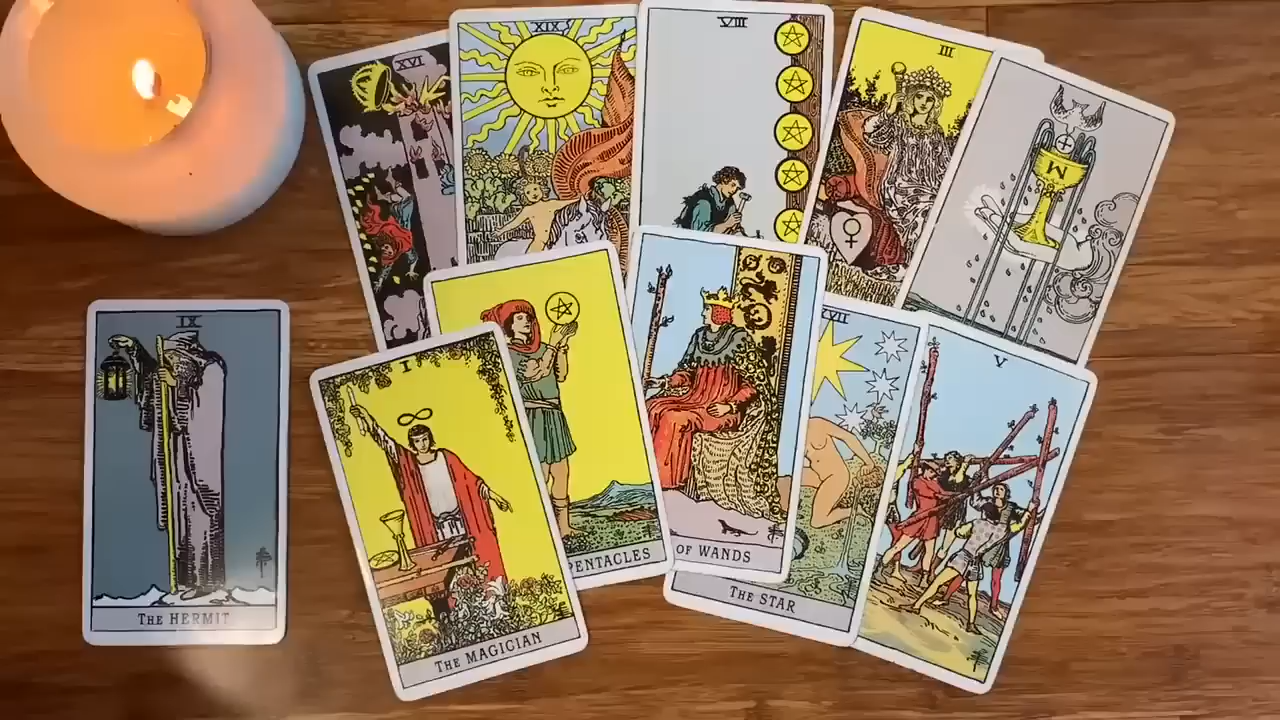 XVI
XIX
VIII
III
IX
THE HERMIT
I
THE MAGICIAN
PENTACLES
OF WANDS
XVII
THE STAR
V